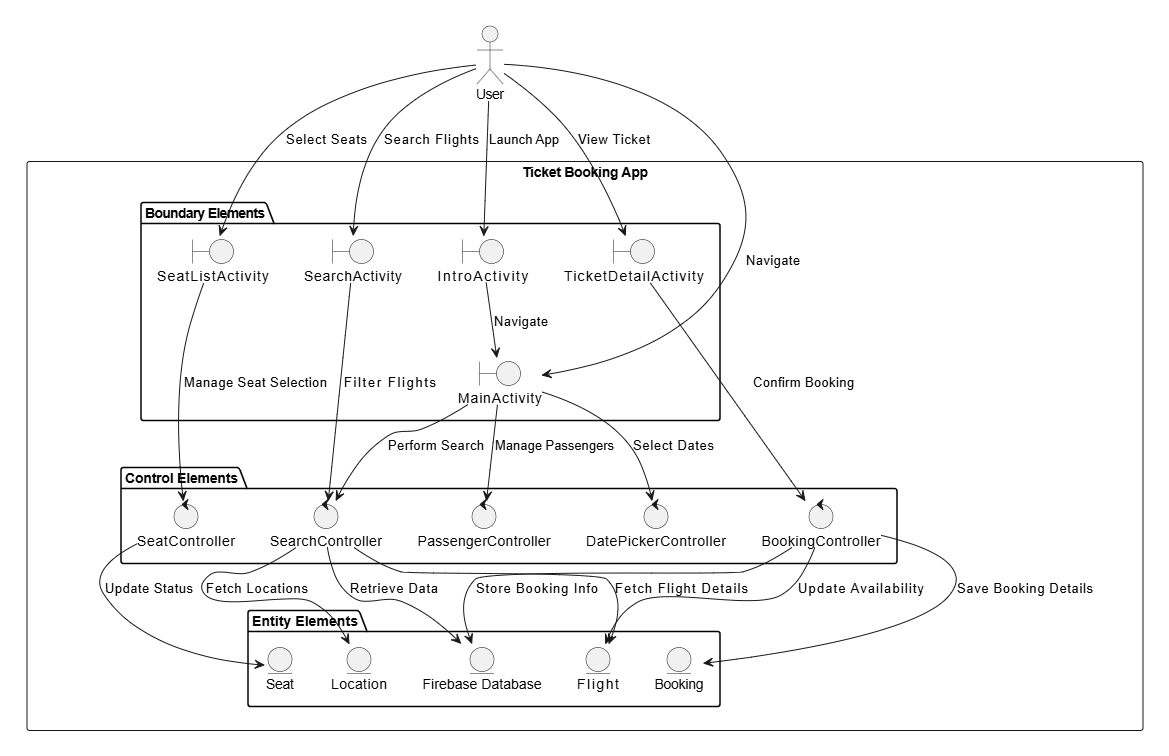 User
Select Seats
Search Flights
Launch App
View Ticket
Ticket Booking App
Boundary Elements
SeatListActivity
SearchActivity
IntroActivity
TicketDetailActivity
Navigate
Navigate
Manage Seat Selection
Filter Flights
MainActivity
Confirm Booking
Perform Search
Manage Passengers
Select Dates
Control Elements
SeatController
SearchController
PassengerController
DatePickerController
BookingController
Update Status
Fetch Locations
Retrieve Data
Store Booking Info
Fetch Flight Details
Update Availability
Save Booking Details
Entity Elements
Seat
Location
Firebase Database
Flight
Booking